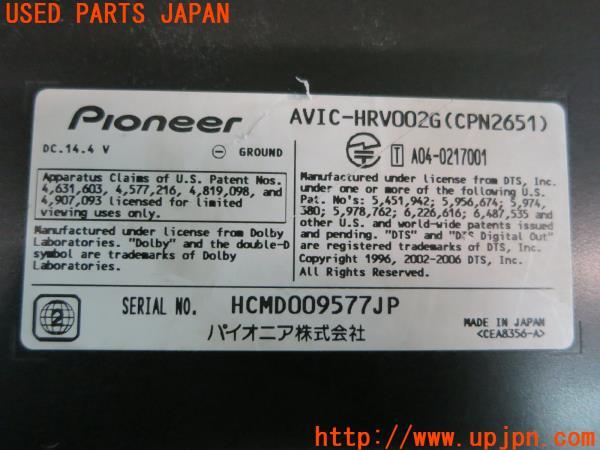 USED PARTS JAPAN
Pioneer
AVIC-HRV002G(CPN2651)
DC.14.4 V
GROUND
T A04-0217001
Apparatus Claims of U.S. Patent Nos.
4,631,603, 4,577,216, 4,819,098, and
4,907,093 licensed for limited
viewing uses only.
Manufactured under license from Dolby
Laboratories. "Dolby" and the double-D
symbol are trademarks of Dolby
Laboratories.
Manufactured under license from DTS, Inc.
under one or more of the following U.S.
Pat. No's: 5,451,942; 5,956,674; 5,974,
380; 5,978,762; 6,226,616; 6,487,535 and
other U.S. and world-wide patents issued
and pending. "DTS" and "DTS Digital Out"
are registered trademarks of DTS, Inc.
Copyright 1996, 2002-2006 DTS, Inc.
All Rights Reserved.
2
SERIAL NO. HCMD009577JP
パイオニア株式会社
MADE IN JAPAN
<CEA8356-A>
UPJ 中古部品
http://www.upjpn.com